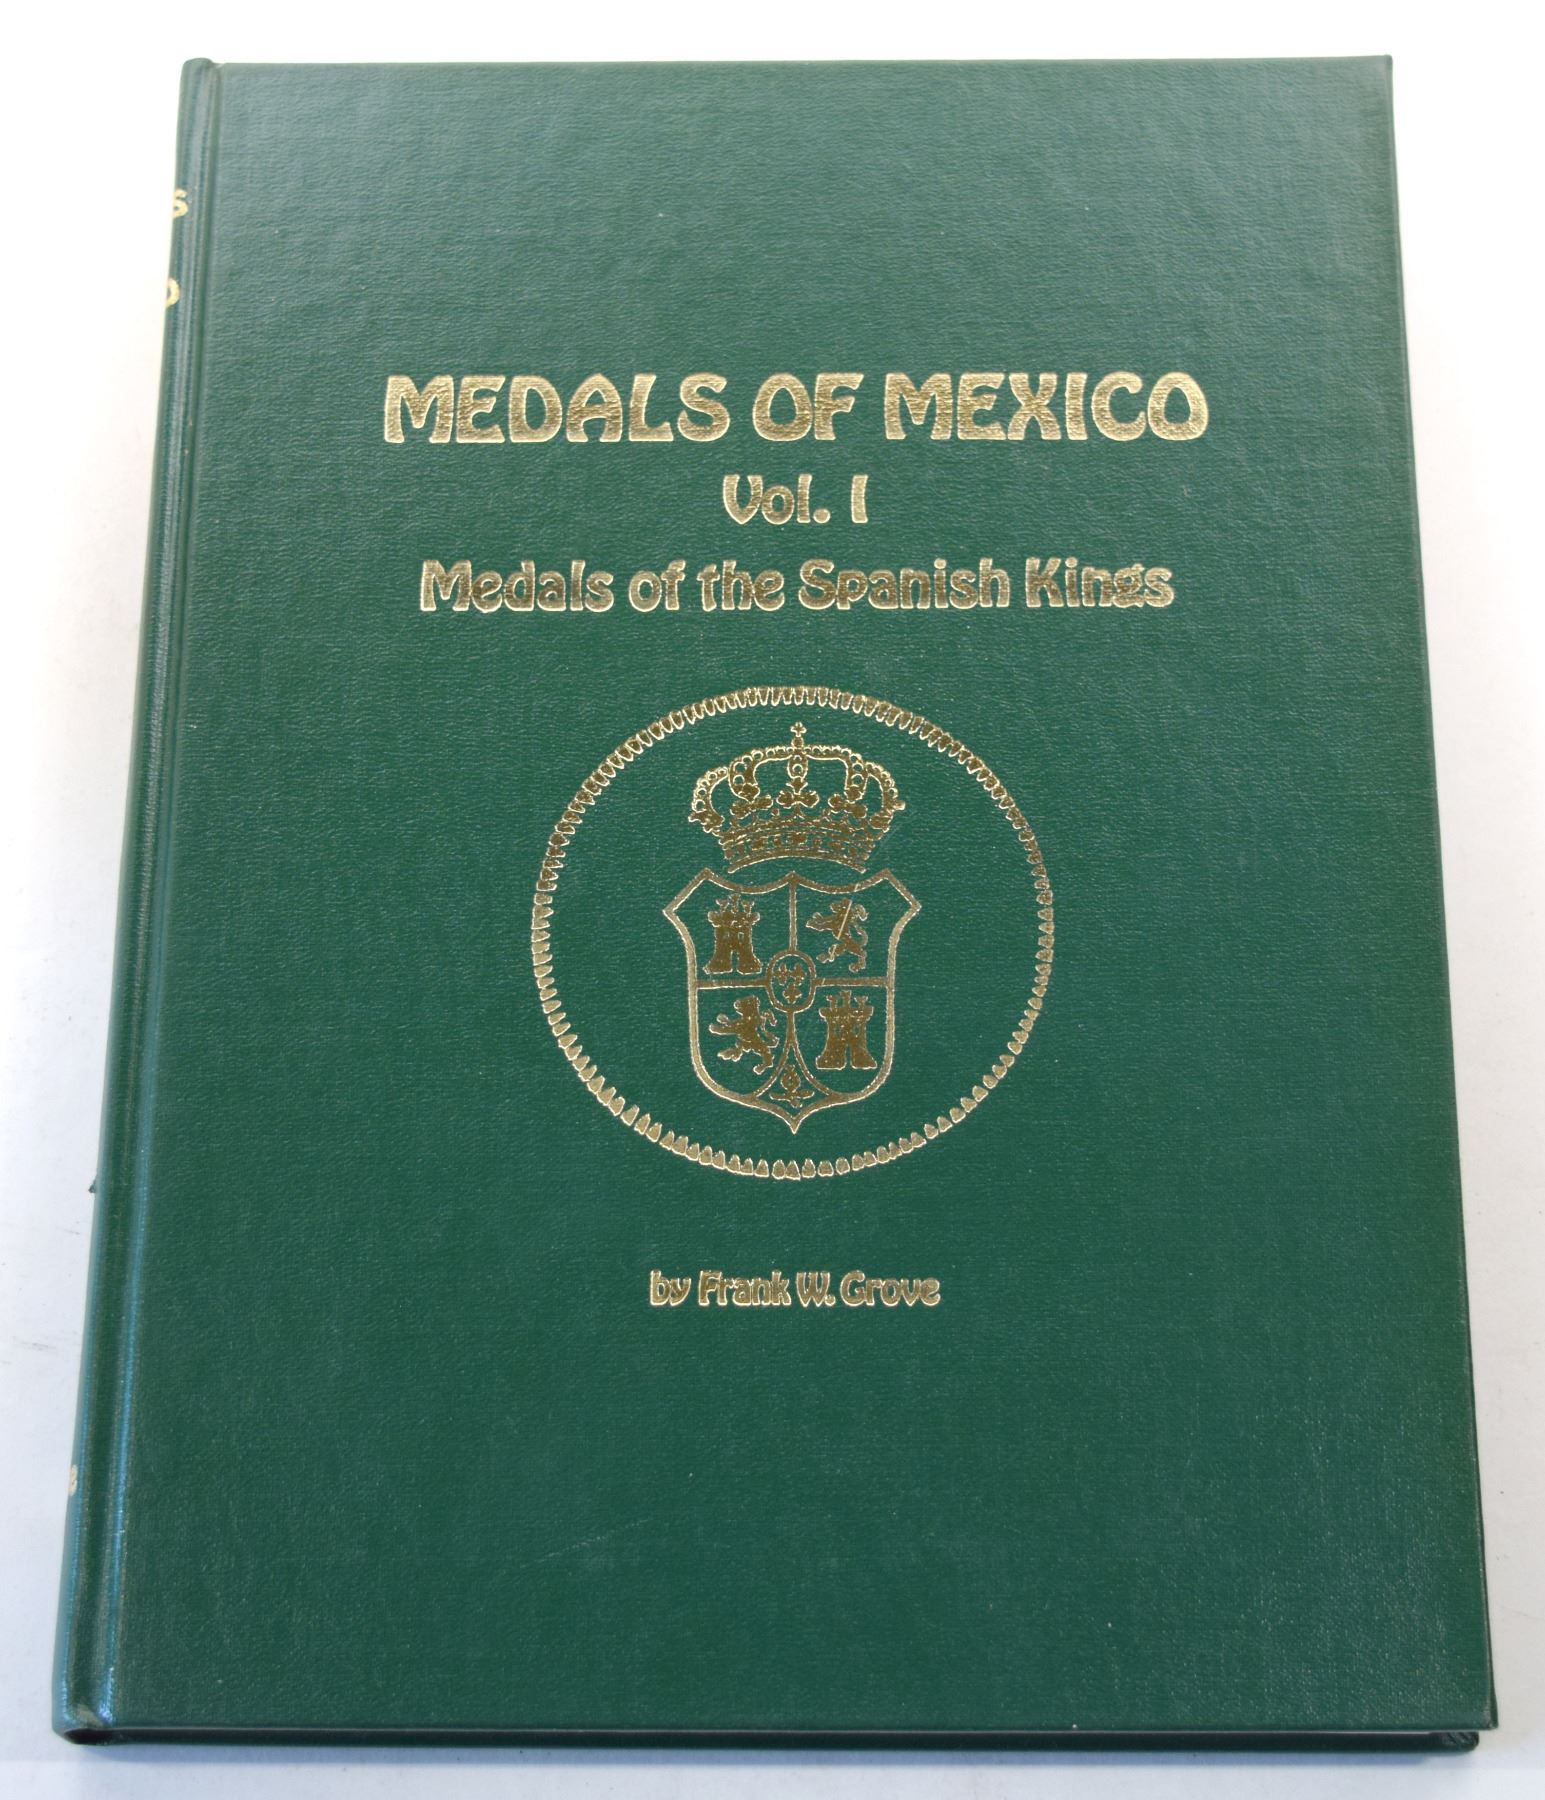 MEDALS OF MEXICO
Vol. I
Medals of the Spanish Kings
by Frank W. Grove